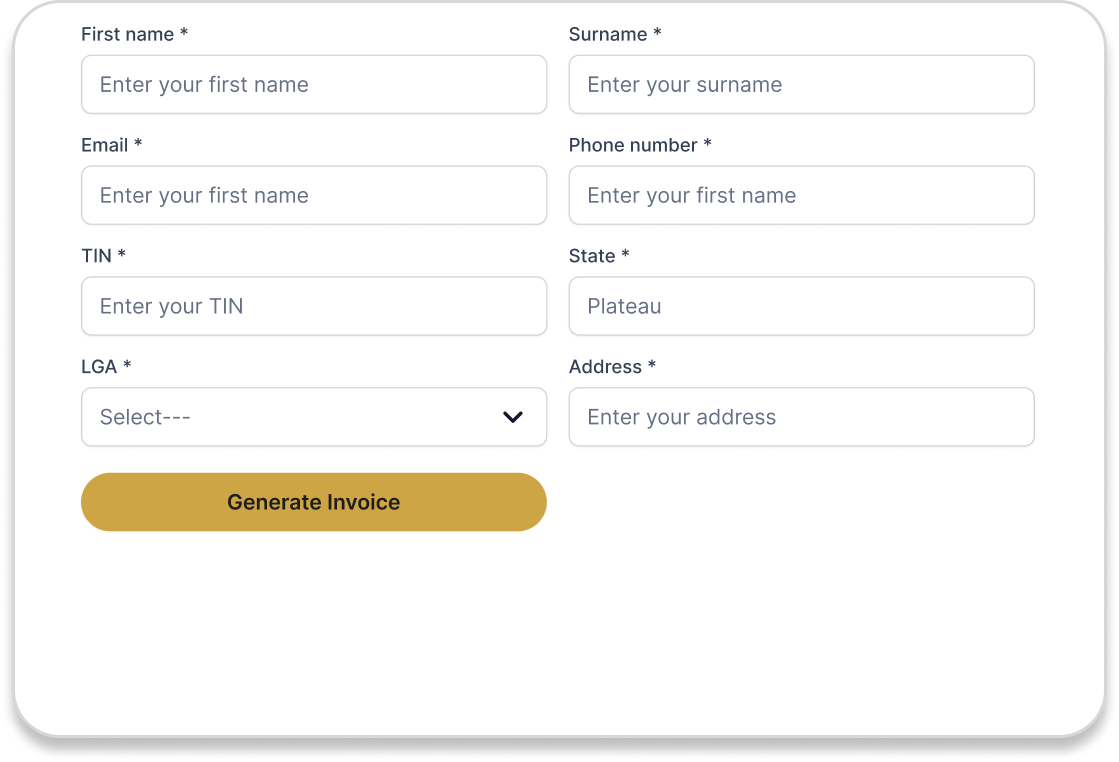 First name *
Surname *
Enter your first name
Enter your surname
Email *
Phone number *
Enter your first name
Enter your first name
TIN *
State *
Enter your TIN
Plateau
LGA *
Address *
Select---
Enter your address
Generate Invoice